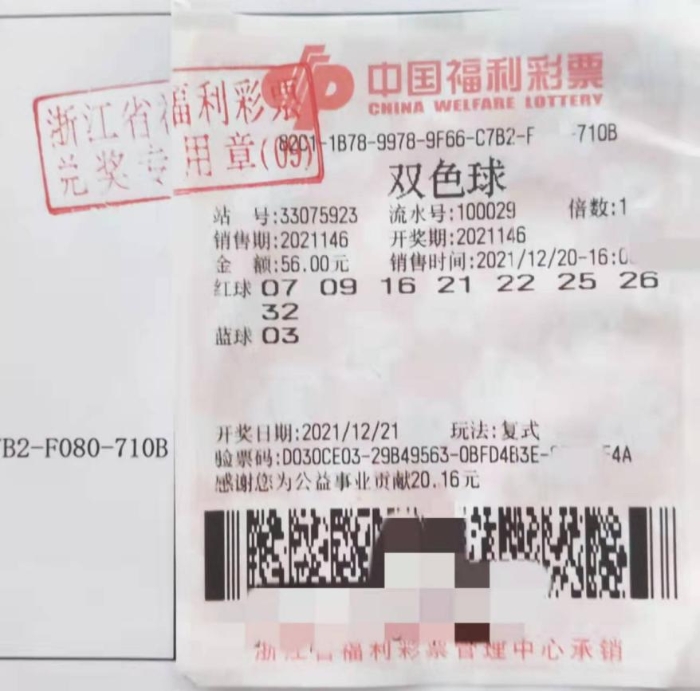 中国福利彩票
CHINA WELFARE LOTTERY
浙江省福利彩票
兑奖专用章(09)
82C1-1B78-9978-9F66-C7B2-F -710B
双色球
站 号:33075923 流水号:100029 倍数:1
销售期:2021146 开奖期:2021146
金 额:56.00元 销售时间:2021/12/20-16:0
红球 07 09 16 21 22 25 26
32
蓝球 03
开奖日期:2021/12/21 玩法:复式
7B2-F080-710B
验票码:D030CE03-29B49563-0BFD4B3E- 4A
感谢您为公益事业贡献20.16元
浙江省福利彩票管理中心承销